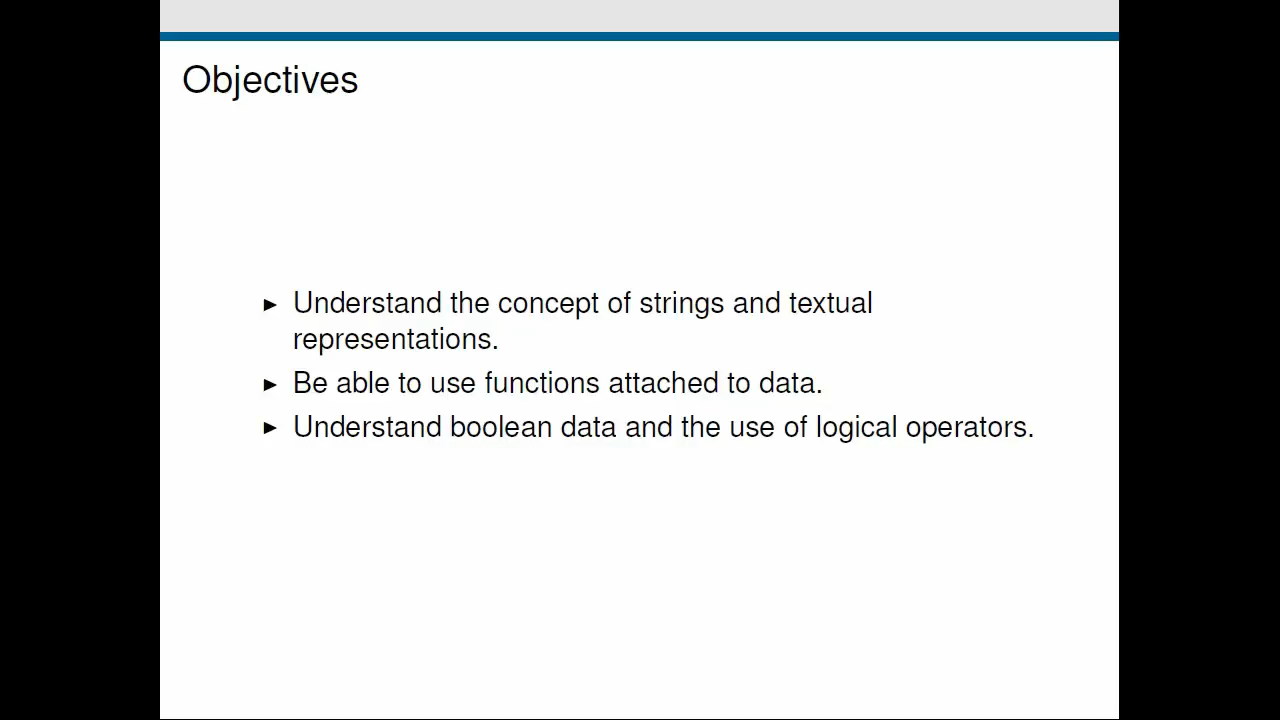 Objectives
► Understand the concept of strings and textual
representations.
► Be able to use functions attached to data.
► Understand boolean data and the use of logical operators.